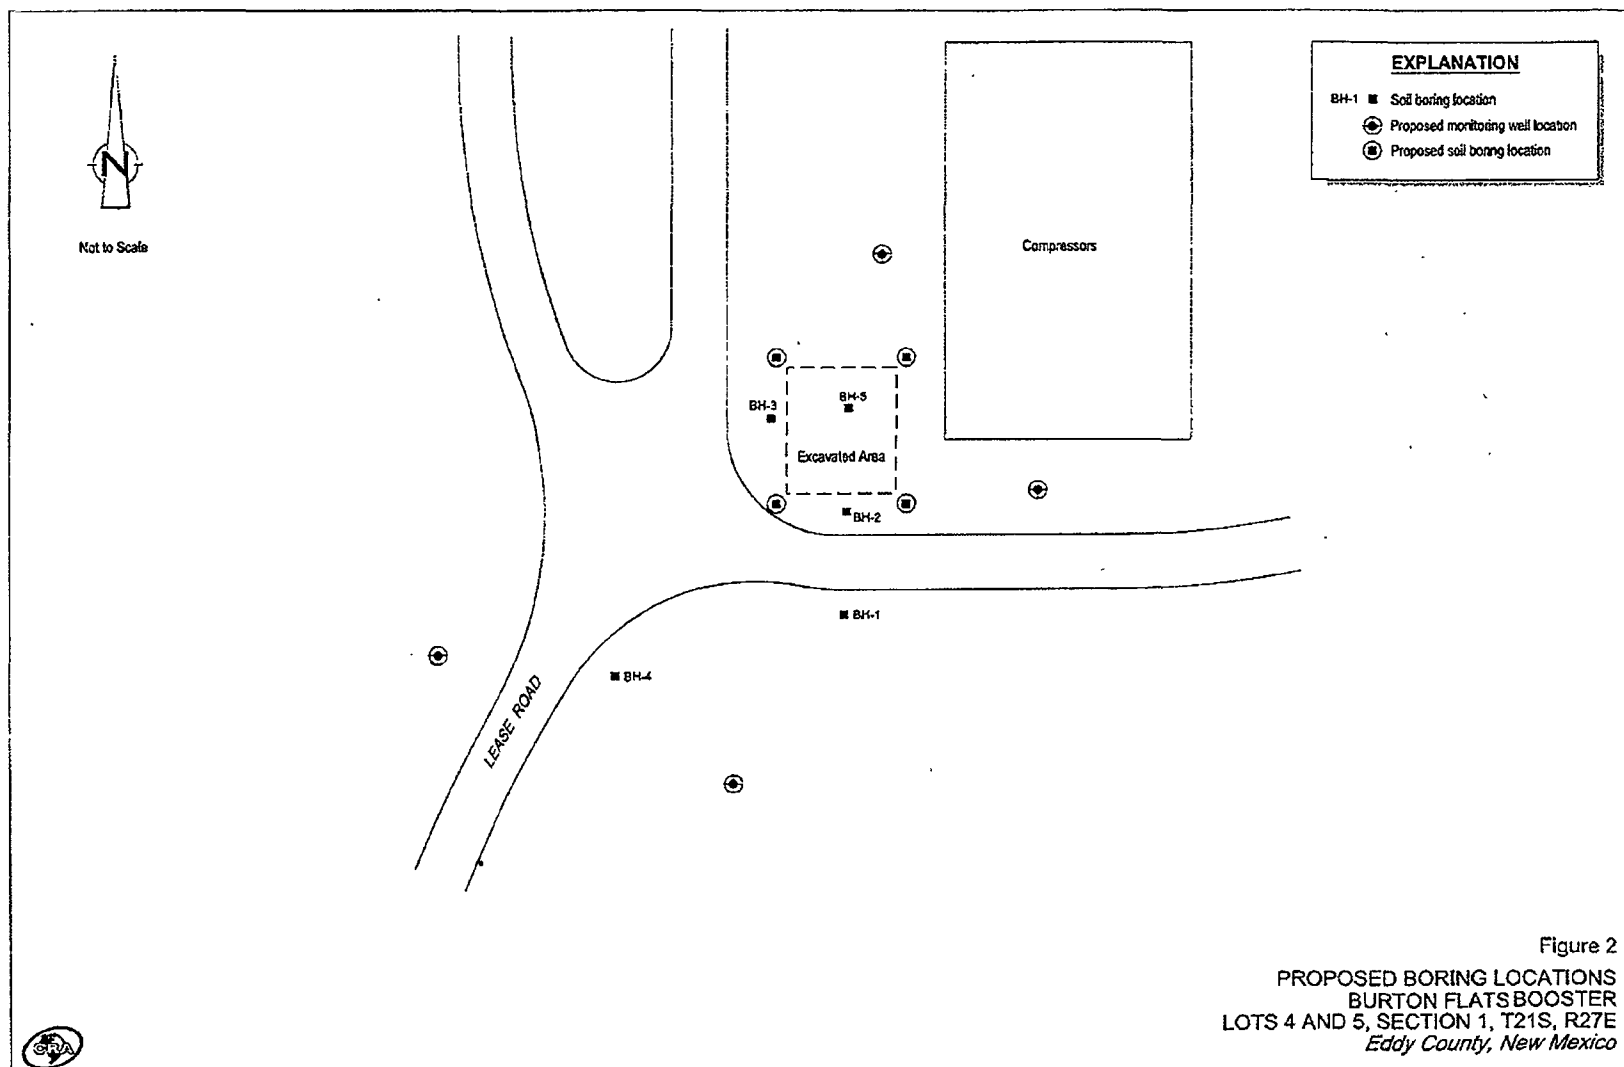 EXPLANATION
BH-1 Soil boring location
Proposed monitoring well location
Proposed soil boring location
N
Not to Scale
Compressors
BH-3
BH-5
Excavated Area
BH-2
BH-1
BH-4
LEASE ROAD
Figure 2
PROPOSED BORING LOCATIONS
BURTON FLATS BOOSTER
LOTS 4 AND 5, SECTION 1, T21S, R27E
Eddy County, New Mexico
CRA